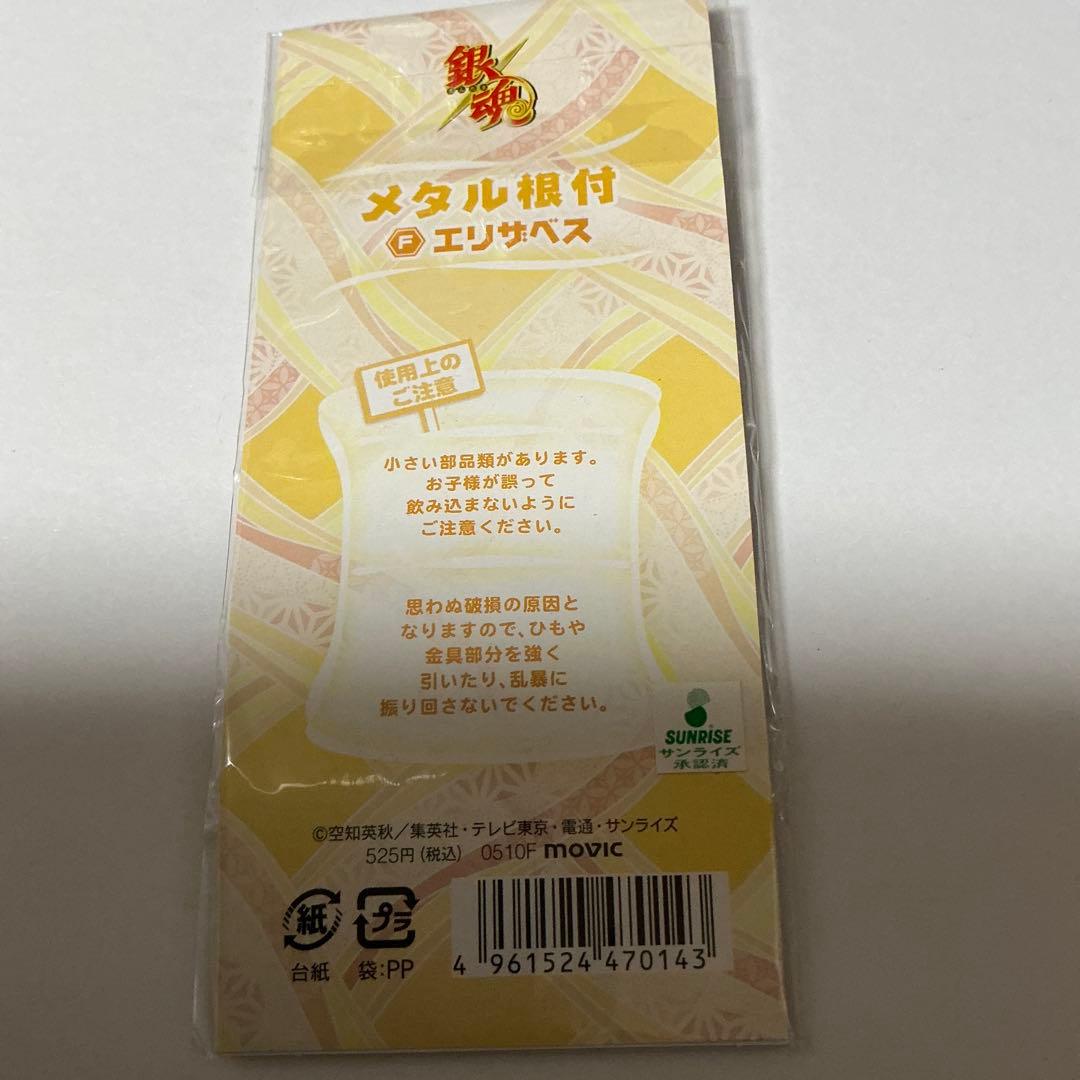 銀魂
メタル根付
F エリザベス
使用上の
ご注意
小さい部品類があります。
お子様が誤って
飲み込まないように
ご注意ください。
思わぬ破損の原因と
なりますので、ひもや
金具部分を強く
引いたり、乱暴に
振り回さないでください。
SUNRISE
サンライズ
承認済
©空知英秋／集英社・テレビ東京・電通・サンライズ
525円（税込） 0510F movic
紙 プラ
台紙 袋：PP
4 961524 470143